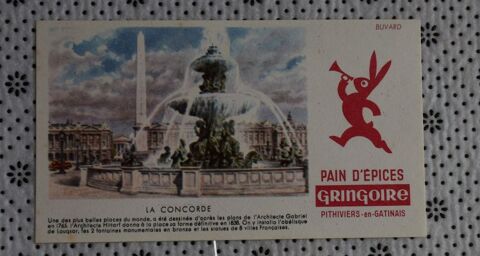 BUVARD
LA CONCORDE
Une des plus belles places du monde, a été dessinée d'après les plans de l'Architecte Gabriel
en 1763. l'Architecte Hittorf donna à la place sa forme définitive en 1838. On y installa l'obélisque
de Louqsor, les 2 fontaines monumentales en bronze et les statues de 8 villes Françaises.
PAIN D'ÉPICES
GRINGOIRE
PITHIVIERS-en-GATINAIS